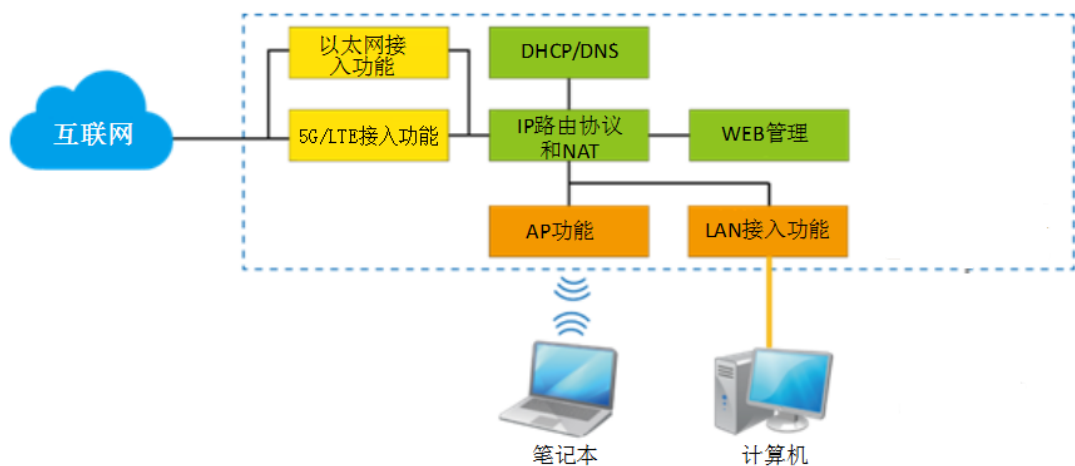 以太网接
入功能
DHCP/DNS
互联网
5G/LTE接入功能
IP路由协议
和NAT
WEB管理
AP功能
LAN接入功能
笔记本
计算机